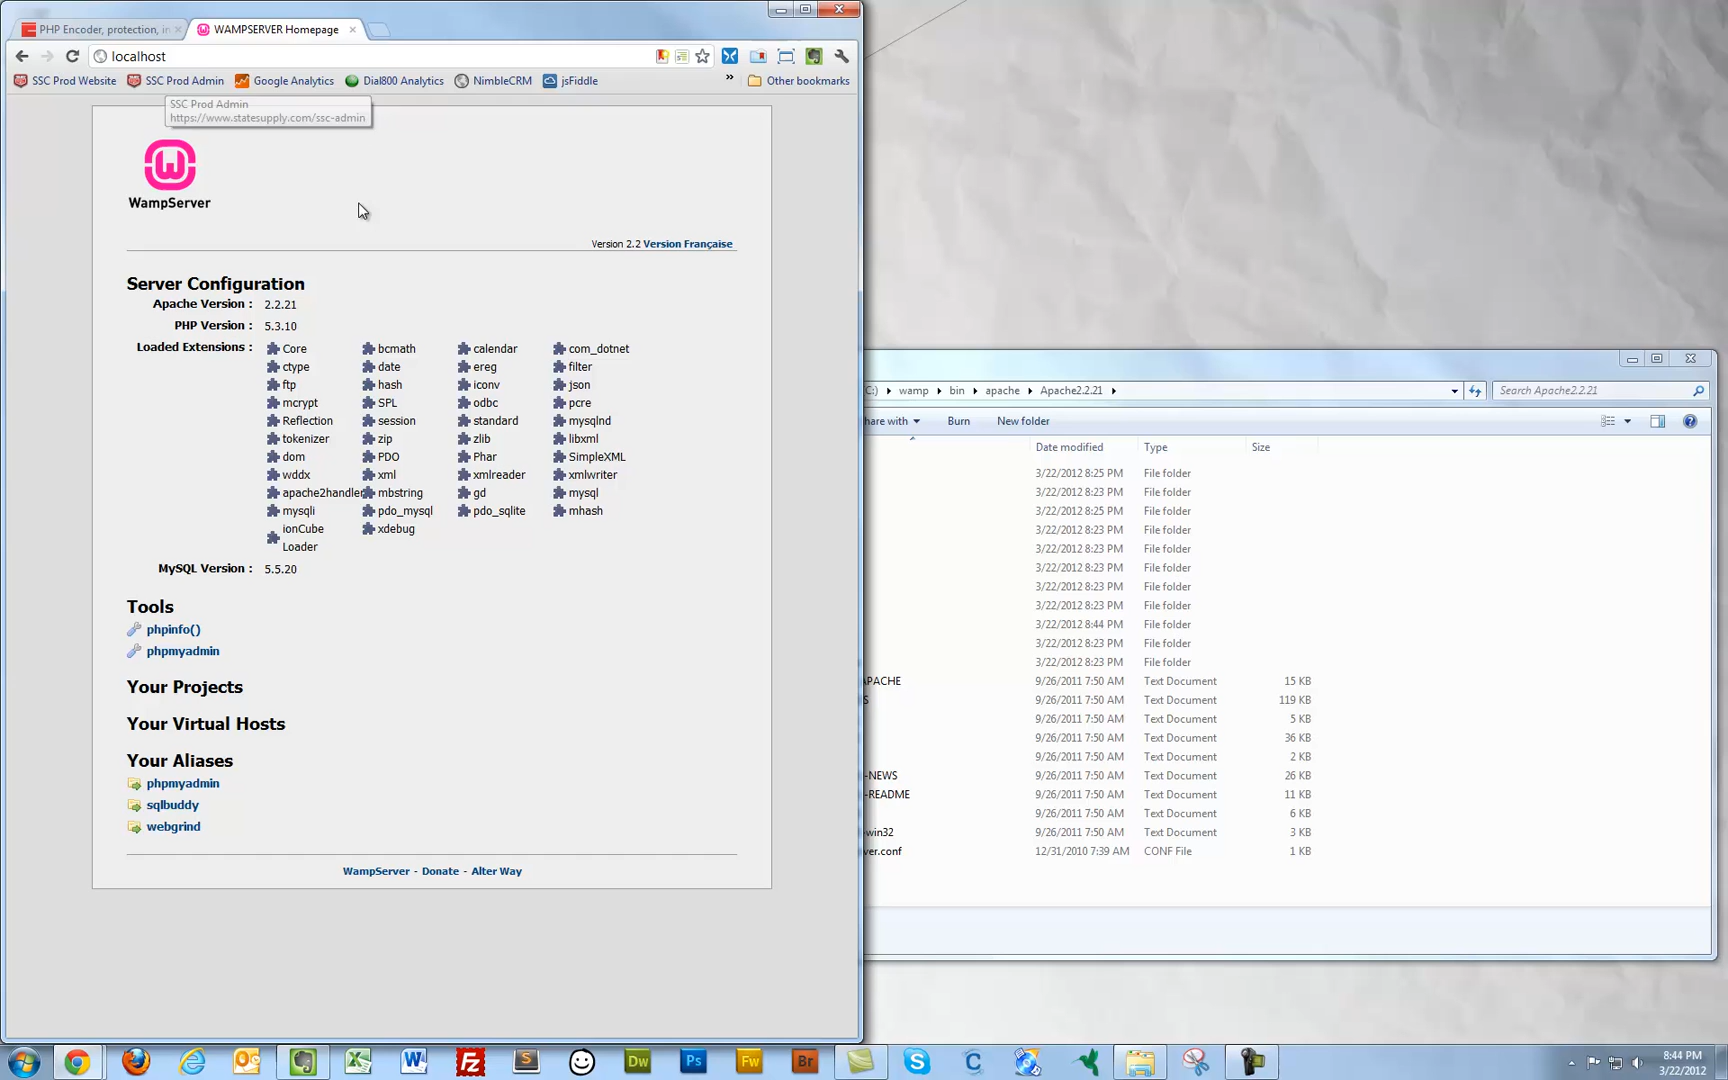 PHP Encoder, protection, in
WAMPSERVER Homepage
localhost
SSC Prod Website
SSC Prod Admin
Google Analytics
Dial800 Analytics
NimbleCRM
jsFiddle
»
Other bookmarks
SSC Prod Admin
https://www.statesupply.com/ssc-admin
WampServer
Version 2.2 Version Française
Server Configuration
Apache Version : 2.2.21
PHP Version : 5.3.10
Loaded Extensions :
Core bcmath calendar com_dotnet
ctype date ereg filter
ftp hash iconv json
mcrypt SPL odbc pcre
Reflection session standard mysqlnd
tokenizer zip zlib libxml
dom PDO Phar SimpleXML
wddx xml xmlreader xmlwriter
apache2handler mbstring gd mysql
mysqli pdo_mysql pdo_sqlite mhash
ionCube xdebug
Loader
MySQL Version : 5.5.20
Tools
phpinfo()
phpmyadmin
Your Projects
Your Virtual Hosts
Your Aliases
phpmyadmin
sqlbuddy
webgrind
WampServer - Donate - Alter Way
C:) wamp bin apache Apache2.2.21
Search Apache2.2.21
hare with Burn New folder
Date modified Type Size
3/22/2012 8:25 PM File folder
3/22/2012 8:23 PM File folder
3/22/2012 8:25 PM File folder
3/22/2012 8:23 PM File folder
3/22/2012 8:23 PM File folder
3/22/2012 8:23 PM File folder
3/22/2012 8:23 PM File folder
3/22/2012 8:23 PM File folder
3/22/2012 8:44 PM File folder
3/22/2012 8:23 PM File folder
3/22/2012 8:23 PM File folder
APACHE 9/26/2011 7:50 AM Text Document 15 KB
S 9/26/2011 7:50 AM Text Document 119 KB
9/26/2011 7:50 AM Text Document 5 KB
9/26/2011 7:50 AM Text Document 36 KB
9/26/2011 7:50 AM Text Document 2 KB
-NEWS 9/26/2011 7:50 AM Text Document 26 KB
-README 9/26/2011 7:50 AM Text Document 11 KB
9/26/2011 7:50 AM Text Document 6 KB
win32 9/26/2011 7:50 AM Text Document 3 KB
ver.conf 12/31/2010 7:39 AM CONF File 1 KB
Dw
Ps
Fw
Br
8:44 PM
3/22/2012